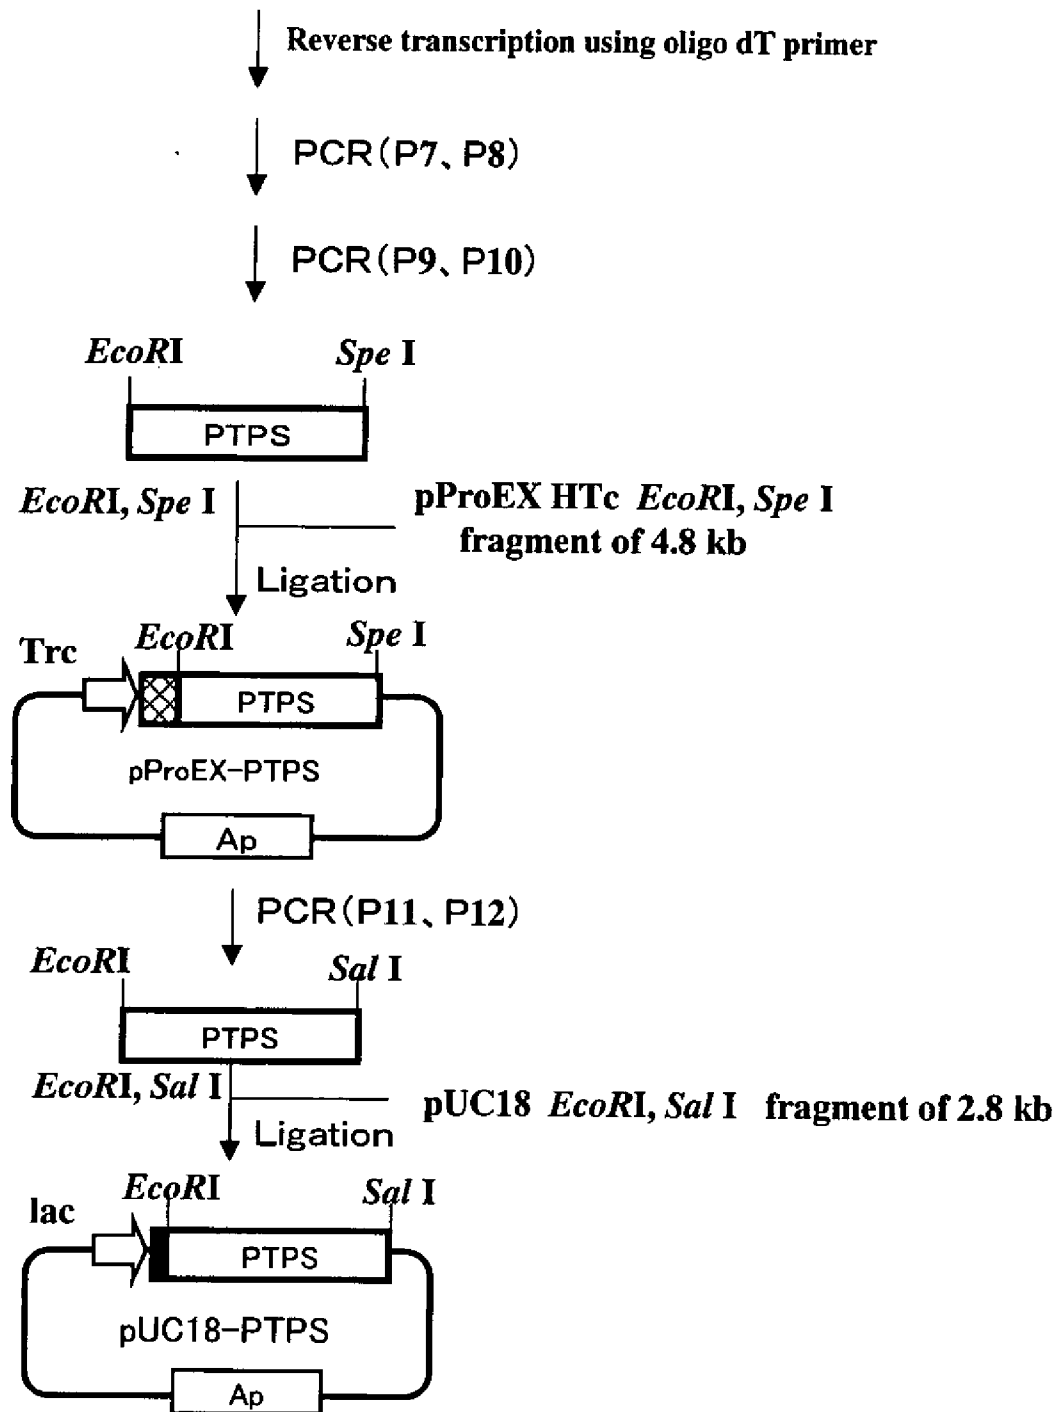 Reverse transcription using oligo dT primer
PCR(P7、P8)
PCR(P9、P10)
EcoRI
Spe I
PTPS
EcoRI, Spe I
pProEX HTc EcoRI, Spe I
fragment of 4.8 kb
Ligation
Trc
EcoRI
Spe I
PTPS
pProEX-PTPS
Ap
PCR(P11、P12)
EcoRI
Sal I
PTPS
EcoRI, Sal I
pUC18 EcoRI, Sal I fragment of 2.8 kb
Ligation
lac
EcoRI
Sal I
PTPS
pUC18-PTPS
Ap